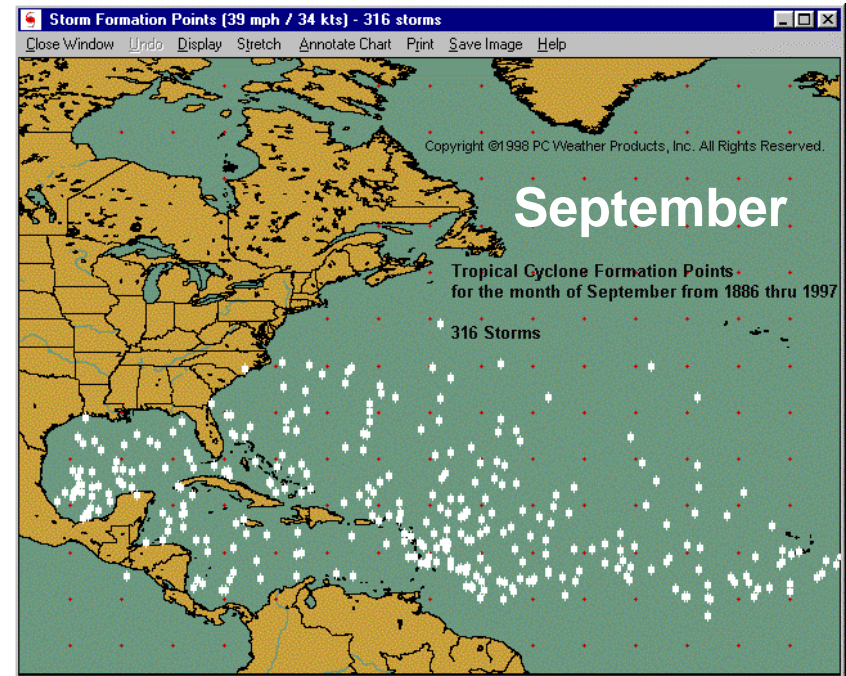 Storm Formation Points (39 mph / 34 kts) - 316 storms
Close Window Undo Display Stretch Annotate Chart Print Save Image Help
Copyright ©1998 PC Weather Products, Inc. All Rights Reserved.
September
Tropical Cyclone Formation Points
for the month of September from 1886 thru 1997
316 Storms